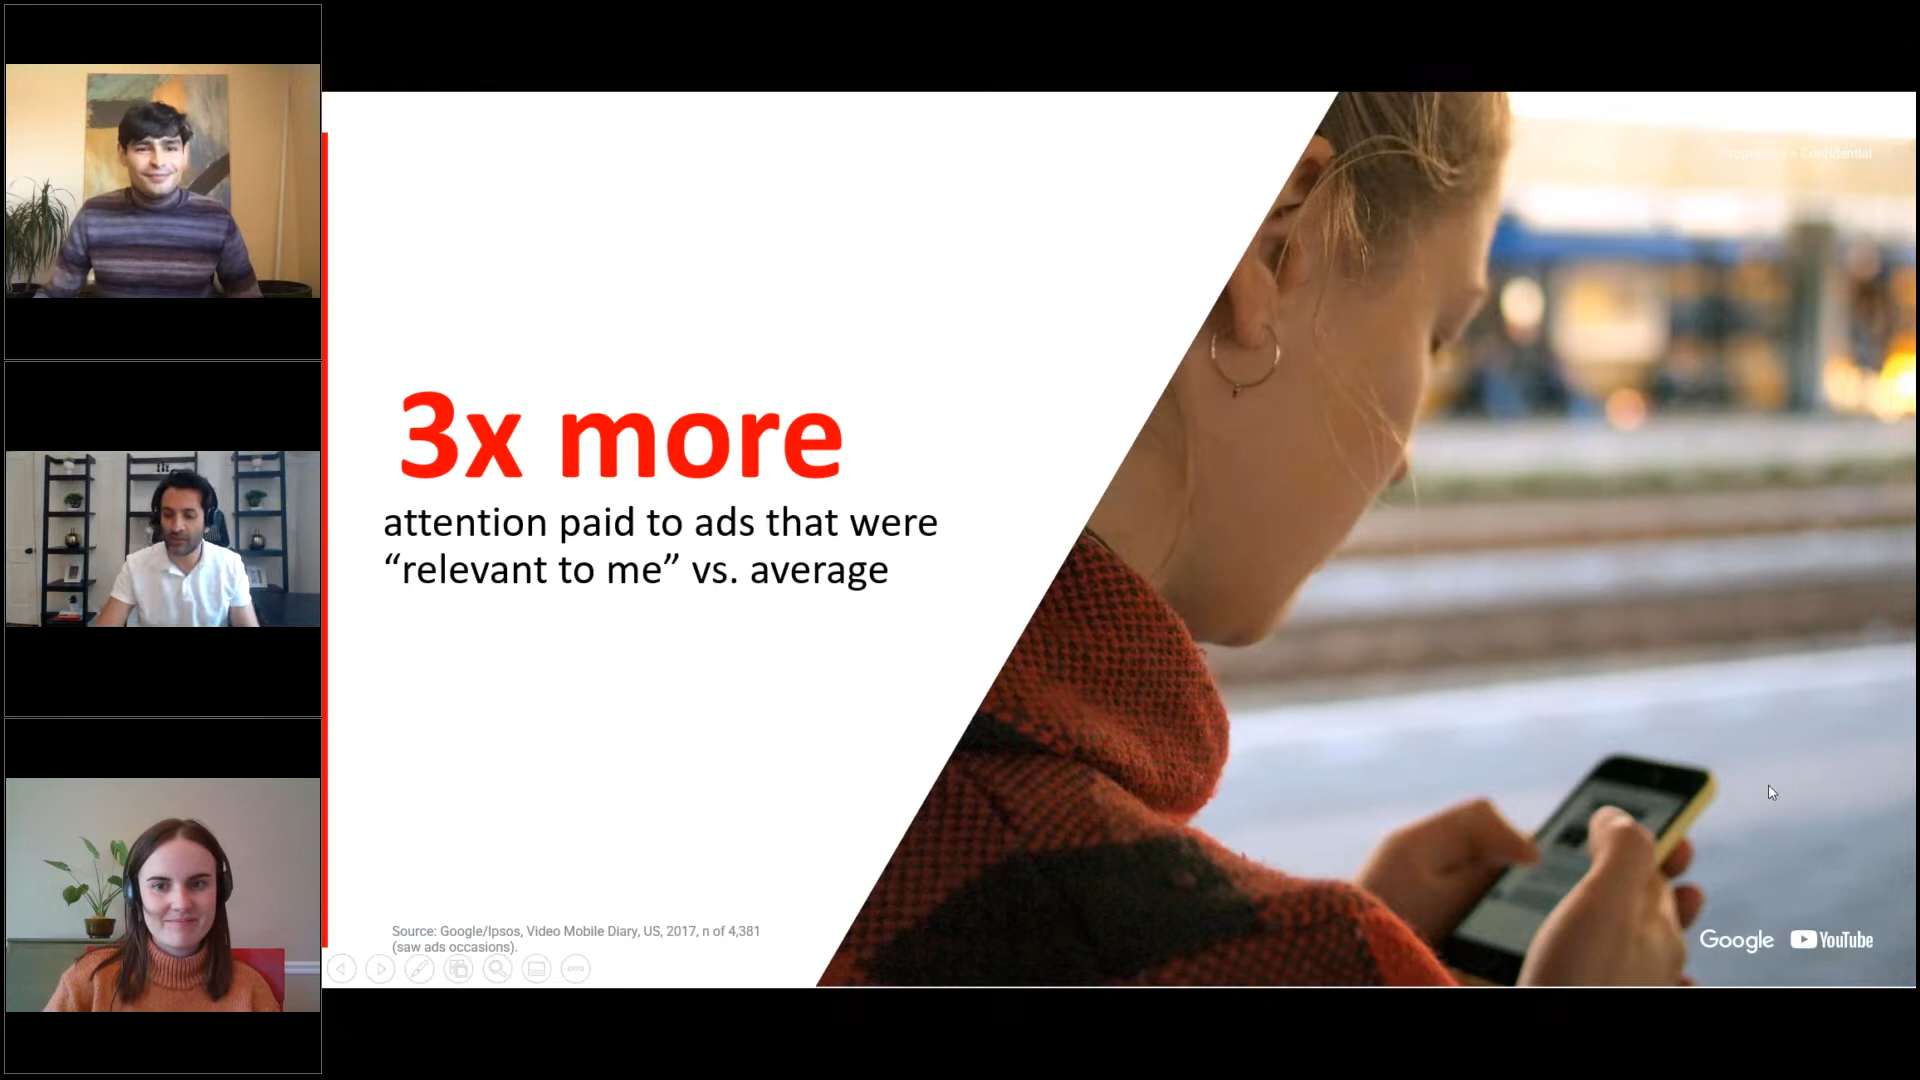 Confidential
3x more
attention paid to ads that were
“relevant to me” vs. average
Source: Google/Ipsos, Video Mobile Diary, US, 2017, n of 4,381
(saw ads occasions).
Google YouTube